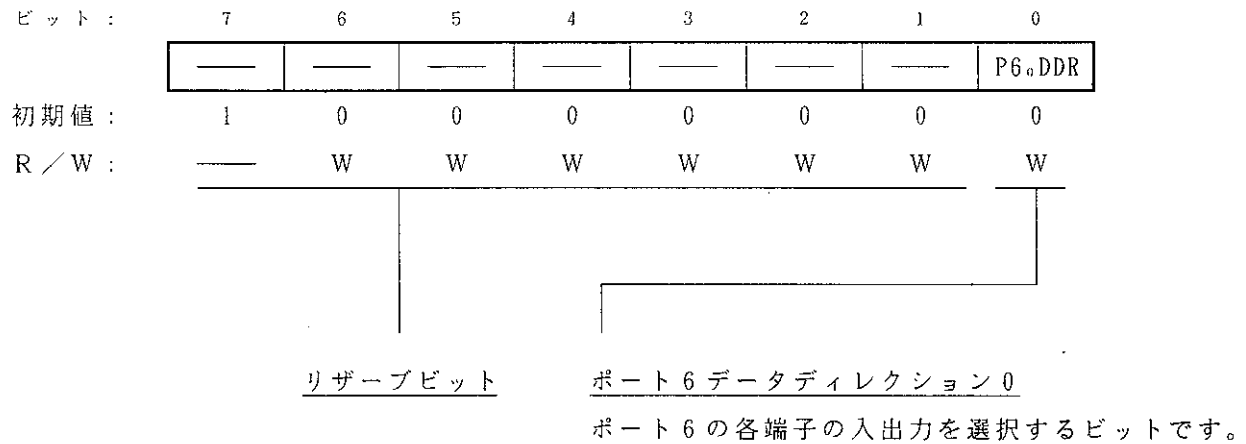 ビット： 7 6 5 4 3 2 1 0
— — — — — — — P6₀DDR
初期値： 1 0 0 0 0 0 0 0
R／W： — W W W W W W W
リザーブビット ポート6データディレクション0
ポート6の各端子の入出力を選択するビットです。